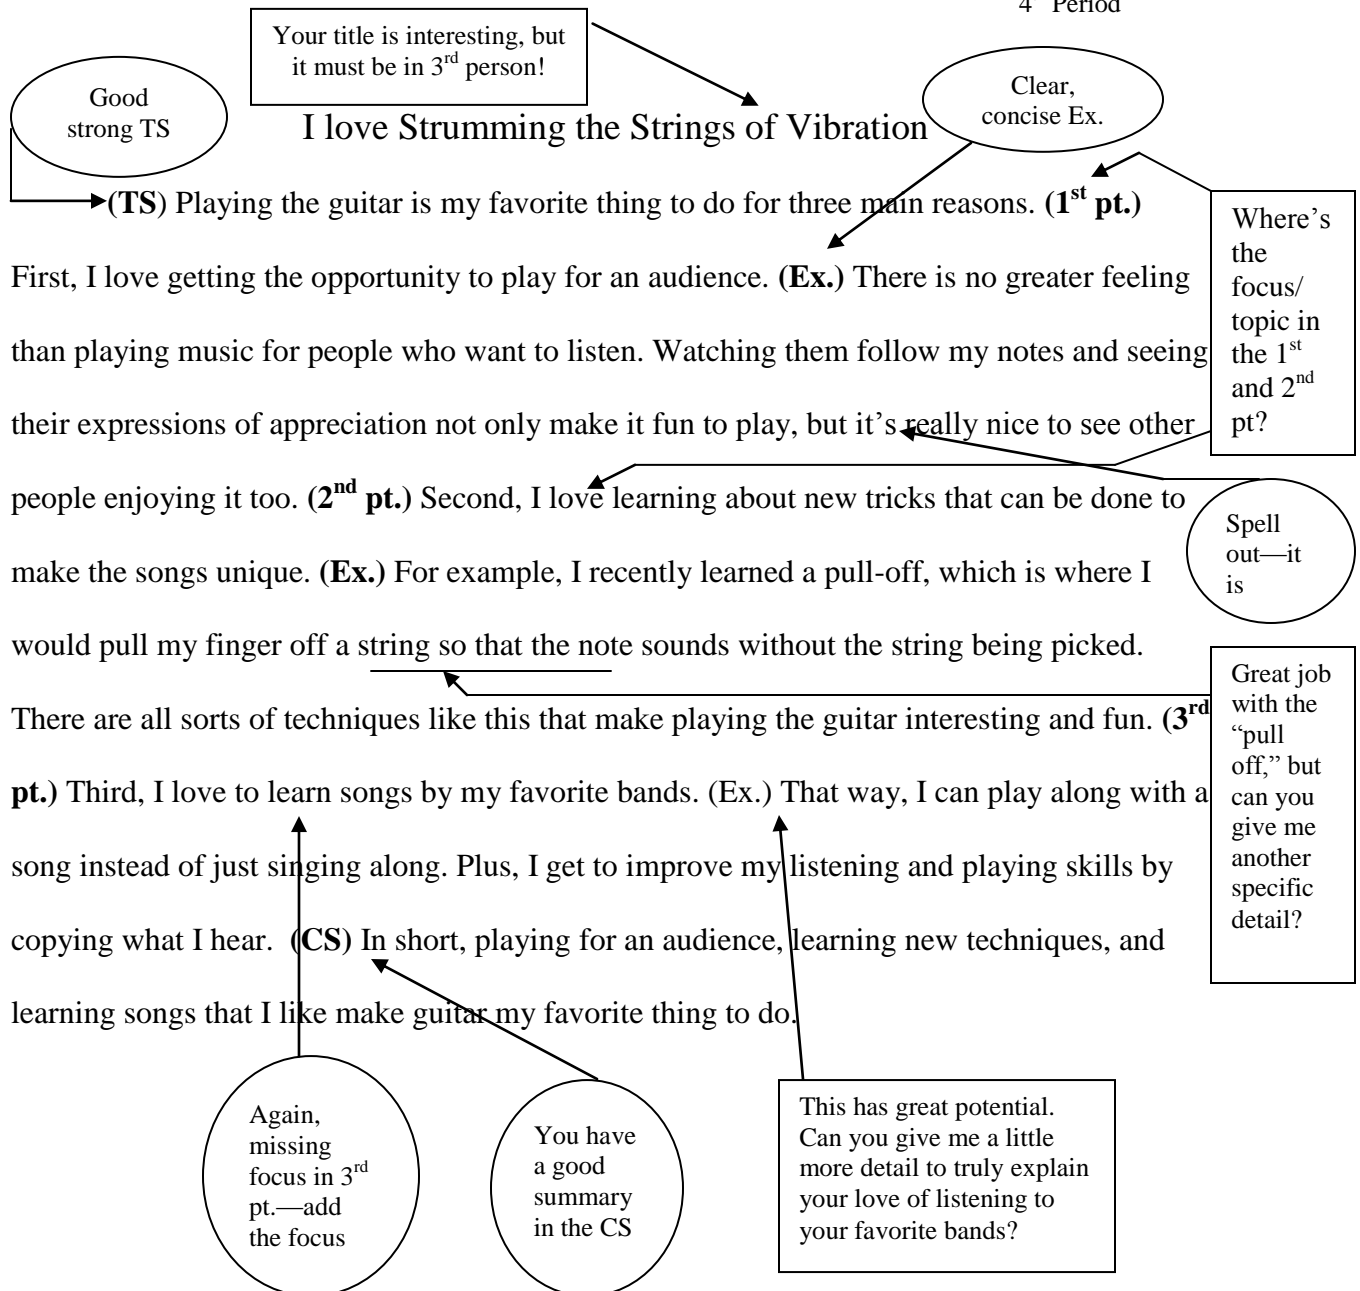 4th Period
Your title is interesting, but
it must be in 3rd person!
Good
strong TS
Clear,
concise Ex.
I love Strumming the Strings of Vibration
(TS) Playing the guitar is my favorite thing to do for three main reasons. (1st pt.)
First, I love getting the opportunity to play for an audience. (Ex.) There is no greater feeling
than playing music for people who want to listen. Watching them follow my notes and seeing
their expressions of appreciation not only make it fun to play, but it's really nice to see other
people enjoying it too. (2nd pt.) Second, I love learning about new tricks that can be done to
make the songs unique. (Ex.) For example, I recently learned a pull-off, which is where I
would pull my finger off a string so that the note sounds without the string being picked.
There are all sorts of techniques like this that make playing the guitar interesting and fun. (3rd
pt.) Third, I love to learn songs by my favorite bands. (Ex.) That way, I can play along with a
song instead of just singing along. Plus, I get to improve my listening and playing skills by
copying what I hear. (CS) In short, playing for an audience, learning new techniques, and
learning songs that I like make guitar my favorite thing to do.
Where's
the
focus/
topic in
the 1st
and 2nd
pt?
Spell
out—it
is
Great job
with the
“pull
off,” but
can you
give me
another
specific
detail?
Again,
missing
focus in 3rd
pt.—add
the focus
You have
a good
summary
in the CS
This has great potential.
Can you give me a little
more detail to truly explain
your love of listening to
your favorite bands?